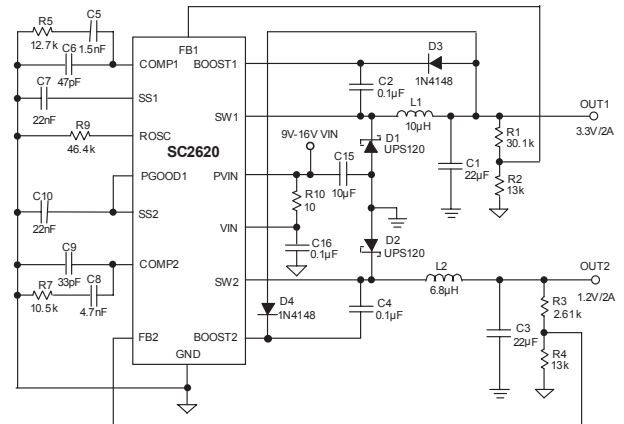 R5
12.7k
C5
1.5nF
C6
47pF
C7
22nF
R9
46.4k
C10
22nF
C9
33pF
C8
4.7nF
R7
10.5k
FB1
COMP1
BOOST1
SS1
SW1
ROSC
SC2620
PGOOD1
PVIN
SS2
VIN
COMP2
SW2
FB2
BOOST2
GND
D3
1N4148
C2
0.1µF
L1
10µH
OUT1
3.3V/2A
9V-16V VIN
D1
UPS120
C15
10µF
R10
10
C16
0.1µF
C1
22µF
R1
30.1k
R2
13k
D2
UPS120
L2
6.8µH
OUT2
1.2V/2A
D4
1N4148
C4
0.1µF
C3
22µF
R3
2.61k
R4
13k